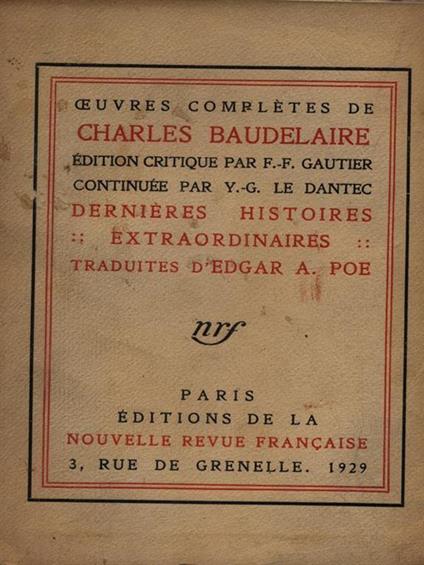 ŒUVRES COMPLÈTES DE
CHARLES BAUDELAIRE
ÉDITION CRITIQUE PAR F.-F. GAUTIER
CONTINUÉE PAR Y.-G. LE DANTEC
DERNIÈRES HISTOIRES
:: EXTRAORDINAIRES ::
TRADUITES D'EDGAR A. POE
nrf
PARIS
ÉDITIONS DE LA
NOUVELLE REVUE FRANÇAISE
3, RUE DE GRENELLE. 1929